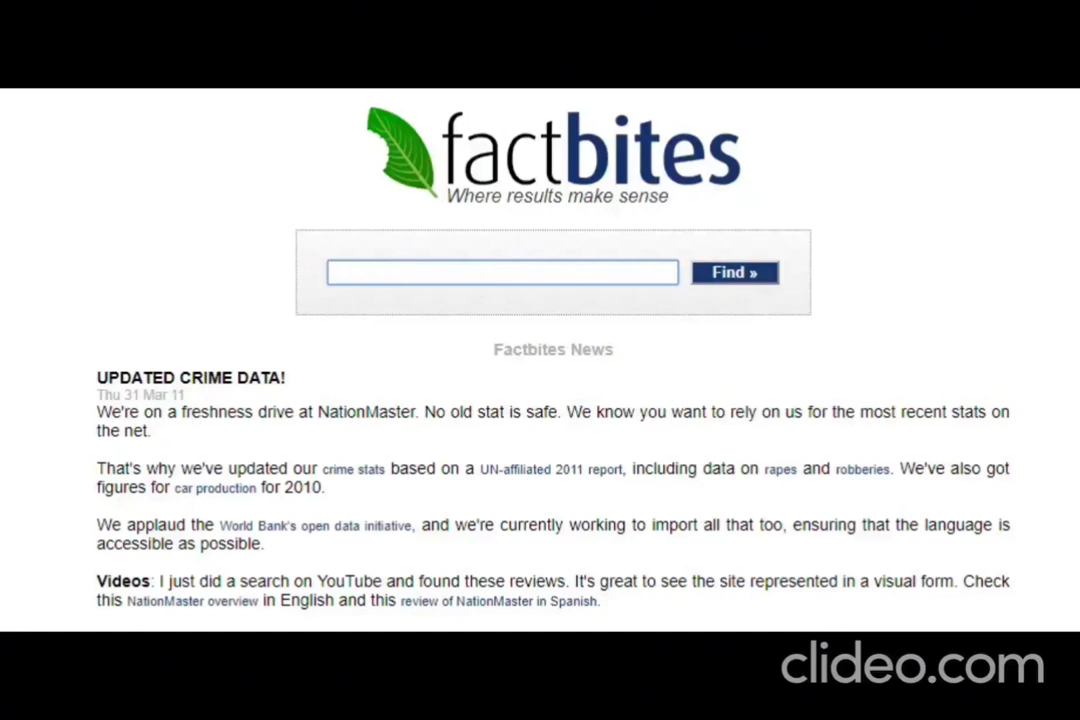 factbites
Where results make sense
Find »
Factbites News
UPDATED CRIME DATA!
Thu 31 Mar 11
We're on a freshness drive at NationMaster. No old stat is safe. We know you want to rely on us for the most recent stats on
the net.
That's why we've updated our crime stats based on a UN-affiliated 2011 report, including data on rapes and robberies. We've also got
figures for car production for 2010.
We applaud the World Bank's open data initiative, and we're currently working to import all that too, ensuring that the language is
accessible as possible.
Videos: I just did a search on YouTube and found these reviews. It's great to see the site represented in a visual form. Check
this NationMaster overview in English and this review of NationMaster in Spanish.
clideo.com